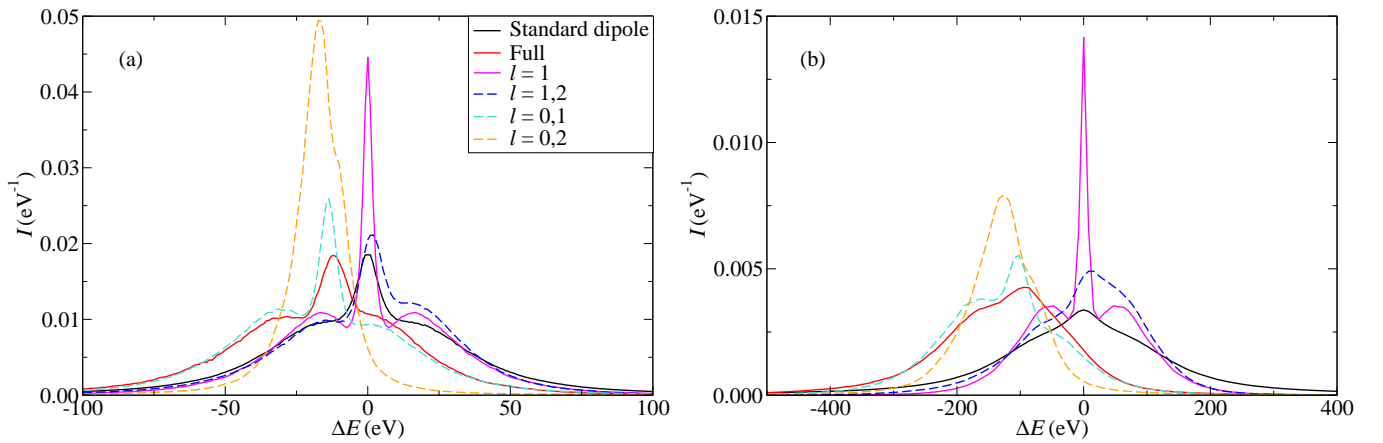 0.05
0.04
0.03
0.02
0.01
0.00
I (eV⁻¹)
(a)
Standard dipole
Full
l = 1
l = 1,2
l = 0,1
l = 0,2
-100
-50
0
50
100
ΔE (eV)
0.015
0.010
0.005
0.000
I (eV⁻¹)
(b)
-400
-200
0
200
400
ΔE (eV)